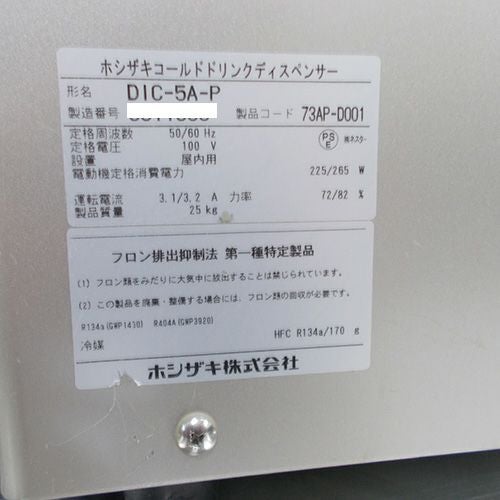 ホシザキコールドドリンクディスペンサー
形名 DIC-5A-P
製造番号 製品コード 73AP-D001
定格周波数 50/60 Hz
定格電圧 100 V
設置 屋内用
PSE ㈱ネスター
電動機定格消費電力 225/265 W
運転電流 3.1/3.2 A 力率 72/82 %
製品質量 25 kg
フロン排出抑制法 第一種特定製品
(1) フロン類をみだりに大気中に放出することは禁じられています。
(2) この製品を廃棄・整備する場合には、フロン類の回収が必要です。
R134a(GWP1430) R404A(GWP3920)
冷媒 HFC R134a/170 g
ホシザキ株式会社